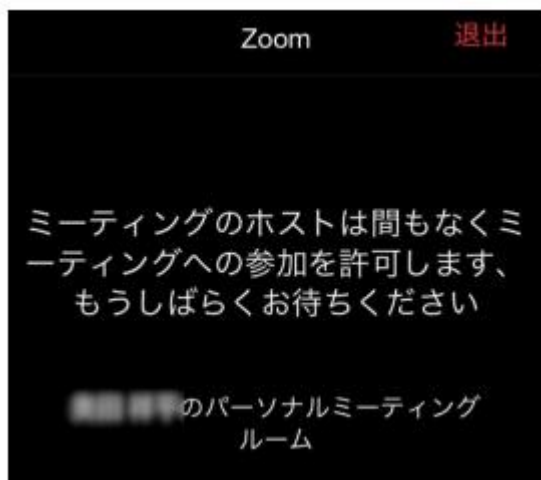 Zoom 退出
ミーティングのホストは間もなくミ
ーティングへの参加を許可します、
もうしばらくお待ちください
のパーソナルミーティング
ルーム